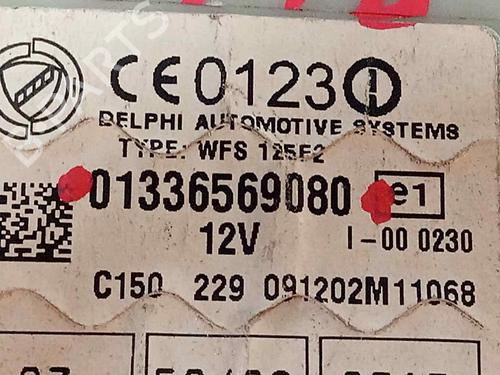 CE0123
DELPHI AUTOMOTIVE SYSTEMS
TYPE: WFS 125F2
01336569080 e1
12V I-00 0230
C150 229 091202M11068